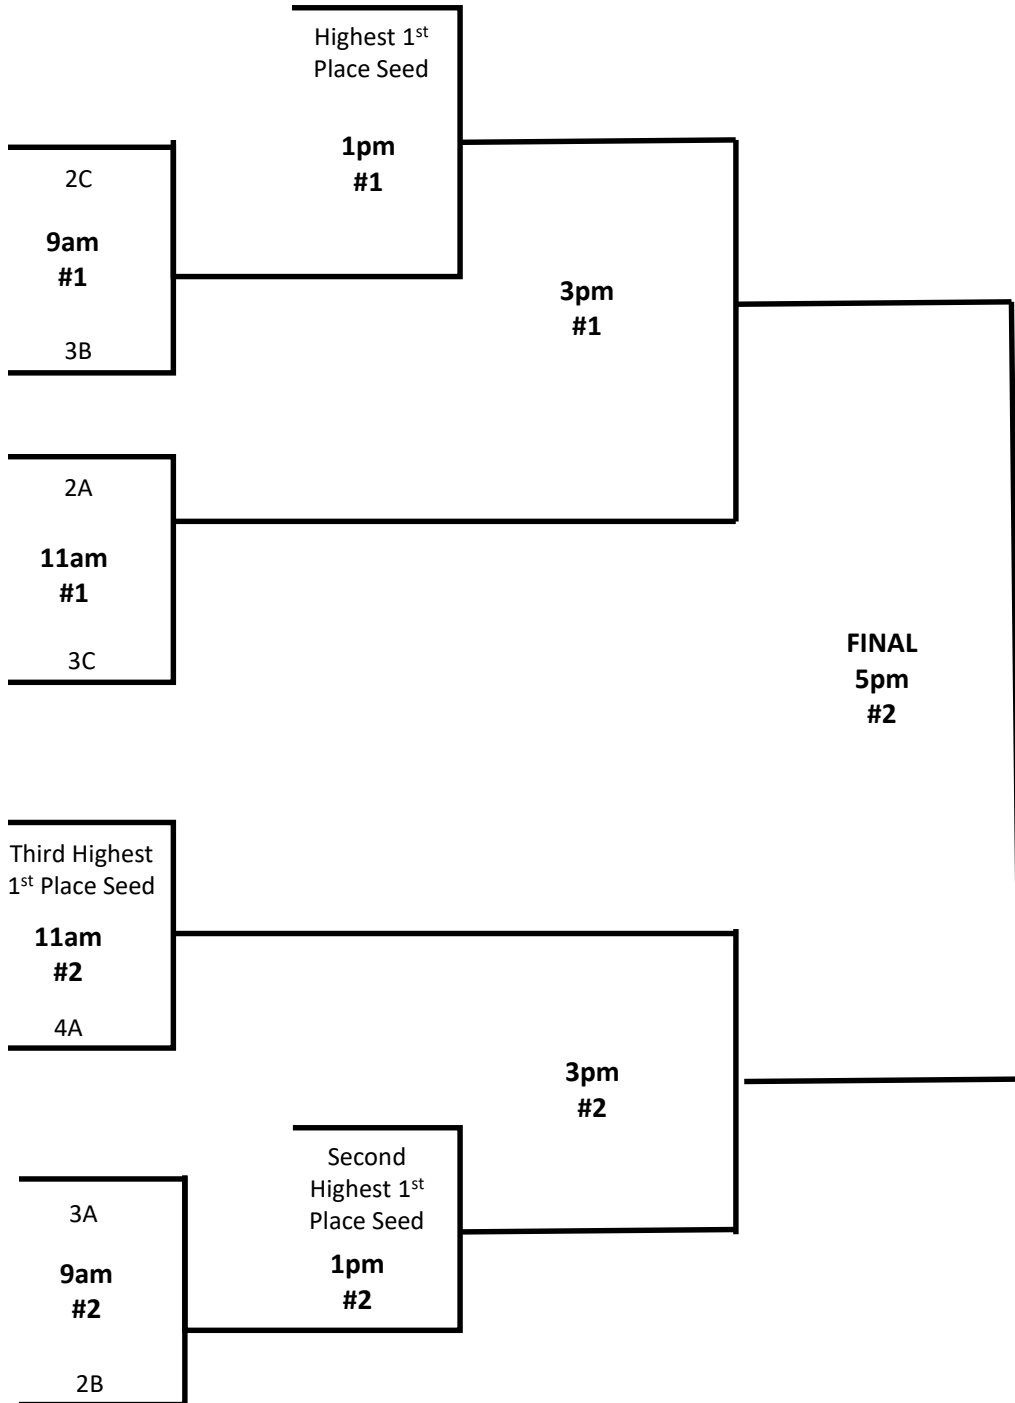 Highest 1st
Place Seed
1pm
#1
2C
9am
#1
3B
3pm
#1
2A
11am
#1
3C
FINAL
5pm
#2
Third Highest
1st Place Seed
11am
#2
4A
3pm
#2
Second
Highest 1st
Place Seed
1pm
#2
3A
9am
#2
2B